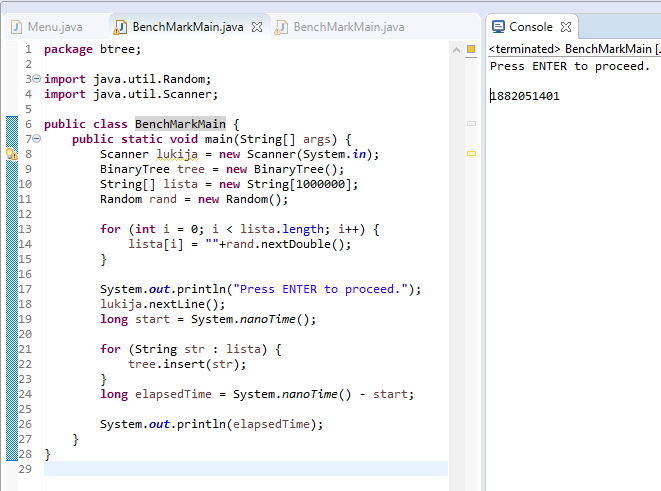 Menu.java
BenchMarkMain.java
BenchMarkMain.java
1 package btree;
2
3 import java.util.Random;
4 import java.util.Scanner;
5
6 public class BenchMarkMain {
7 public static void main(String[] args) {
8 Scanner lukija = new Scanner(System.in);
9 BinaryTree tree = new BinaryTree();
10 String[] lista = new String[1000000];
11 Random rand = new Random();
12
13 for (int i = 0; i < lista.length; i++) {
14 lista[i] = ""+rand.nextDouble();
15 }
16
17 System.out.println("Press ENTER to proceed.");
18 lukija.nextLine();
19 long start = System.nanoTime();
20
21 for (String str : lista) {
22 tree.insert(str);
23 }
24 long elapsedTime = System.nanoTime() - start;
25
26 System.out.println(elapsedTime);
27 }
28 }
29
Console
<terminated> BenchMarkMain [
Press ENTER to proceed.
1882051401